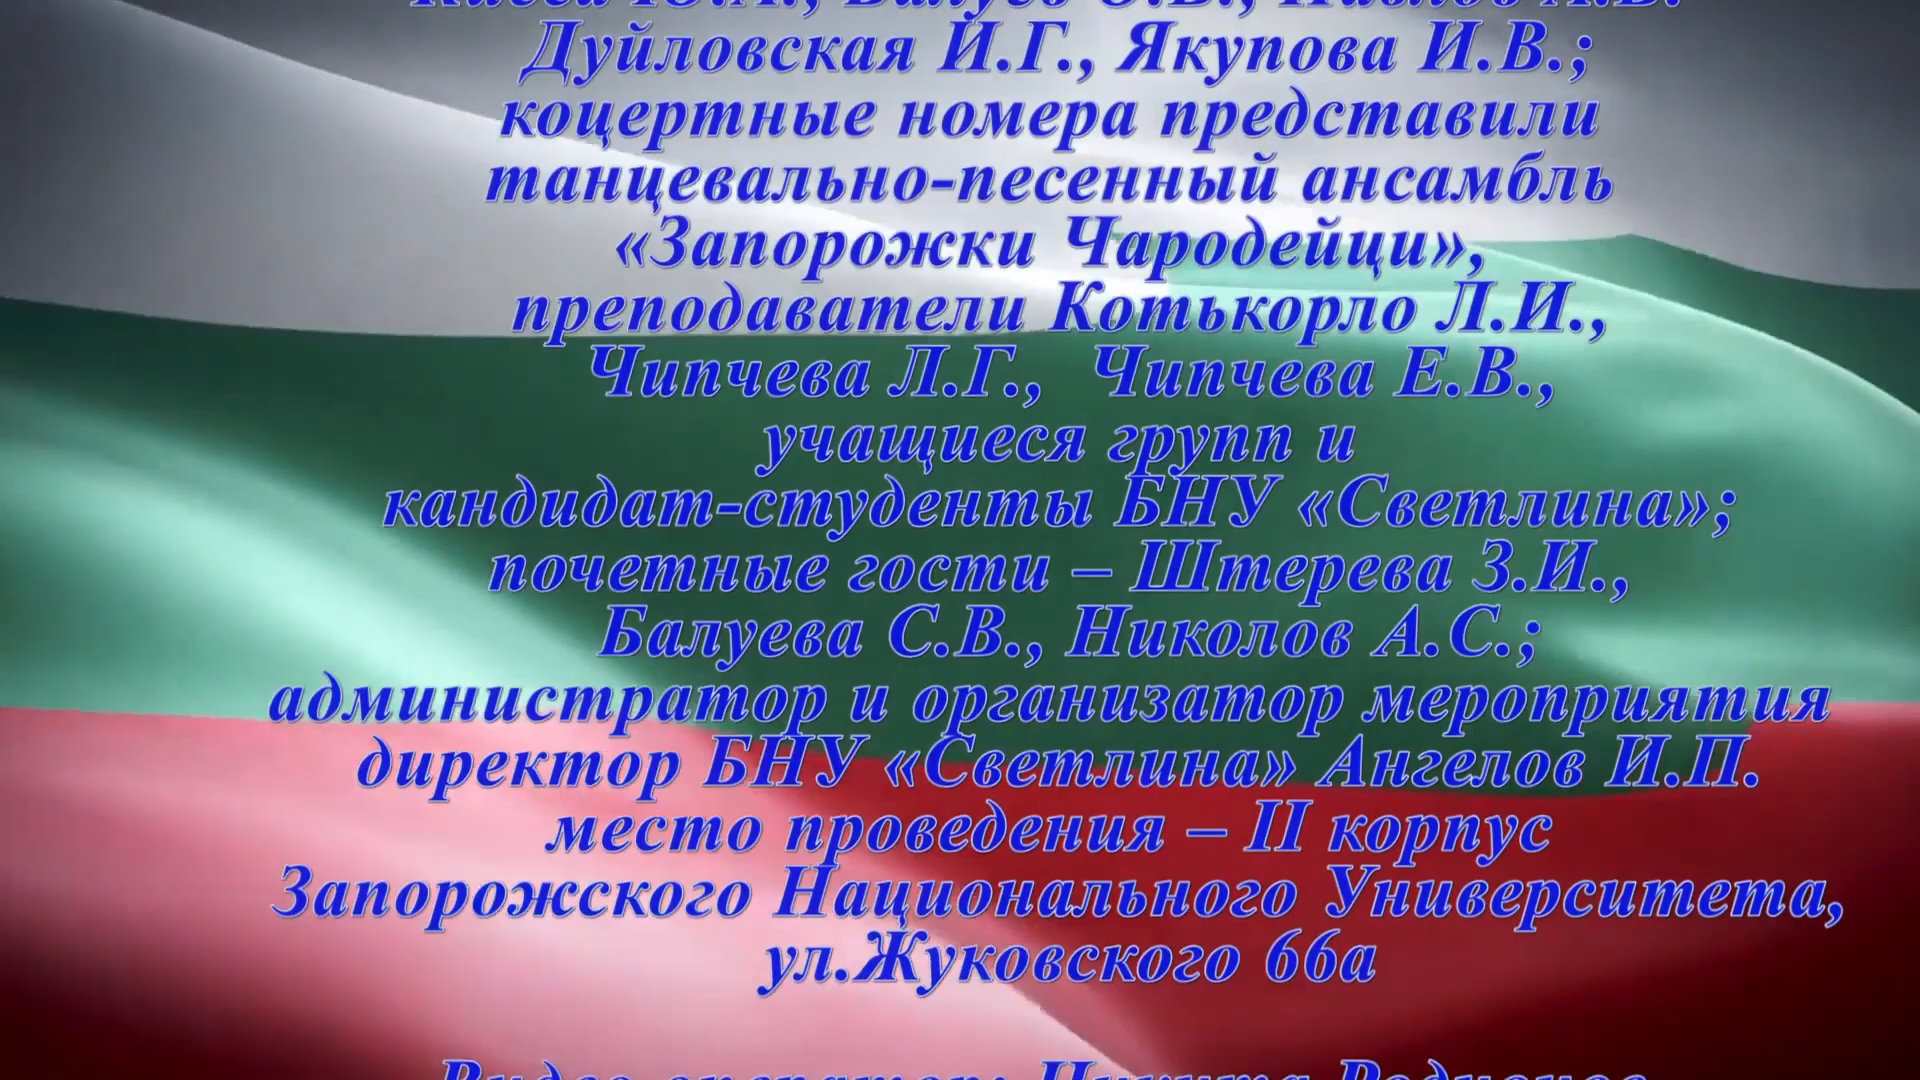 Дуйловская И.Г., Якупова И.В.;
коцертные номера представили
танцевально-песенный ансамбль
«Запорожки Чародейци»,
преподаватели Котькорло Л.И.,
Чипчева Л.Г., Чипчева Е.В.,
учащиеся групп и
кандидат-студенты БНУ «Светлина»;
почетные гости – Штерева З.И.,
Балуева С.В., Николов А.С.;
администратор и организатор мероприятия
директор БНУ «Светлина» Ангелов И.П.
место проведения – II корпус
Запорожского Национального Университета,
ул.Жуковского 66а